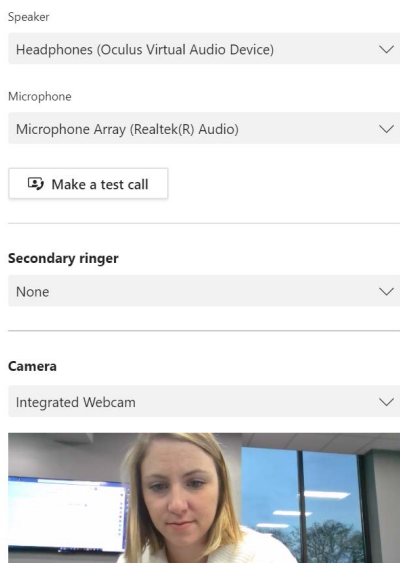 Speaker
Headphones (Oculus Virtual Audio Device)
Microphone
Microphone Array (Realtek(R) Audio)
Make a test call
Secondary ringer
None
Camera
Integrated Webcam